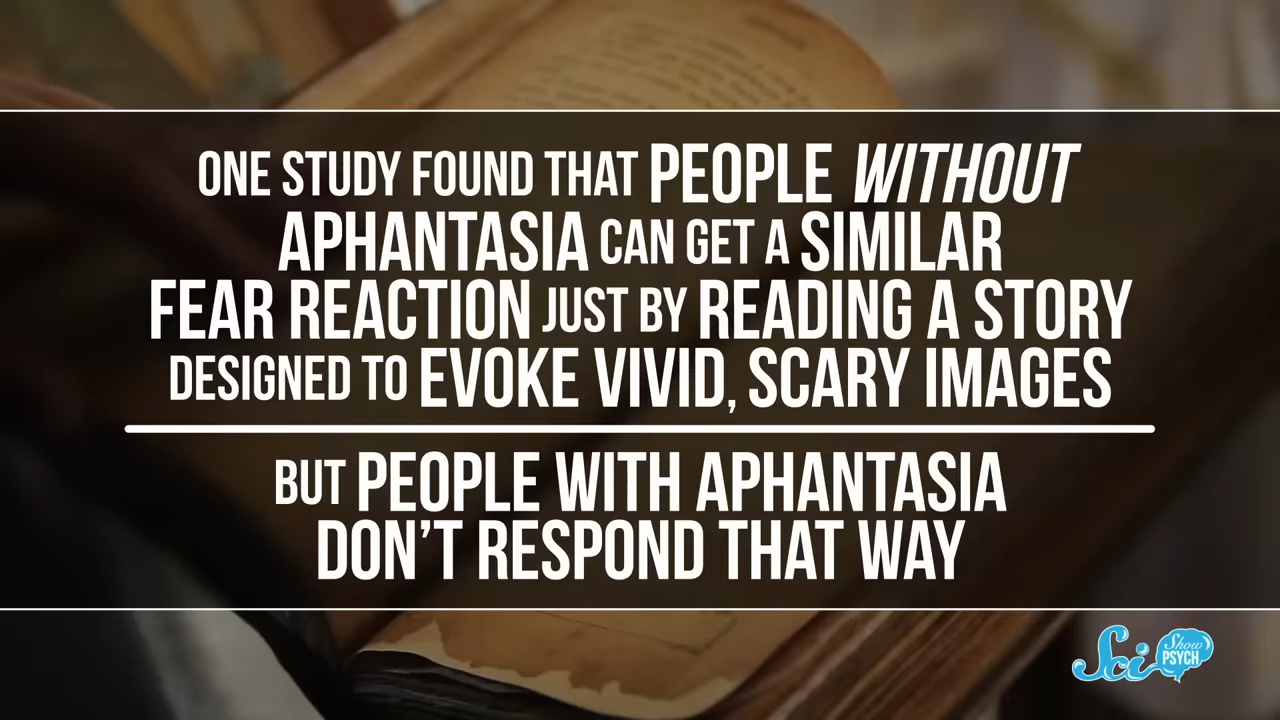 ONE STUDY FOUND THAT PEOPLE WITHOUT
APHANTASIA CAN GET A SIMILAR
FEAR REACTION JUST BY READING A STORY
DESIGNED TO EVOKE VIVID, SCARY IMAGES
BUT PEOPLE WITH APHANTASIA
DON'T RESPOND THAT WAY
Sci Show
PSYCH